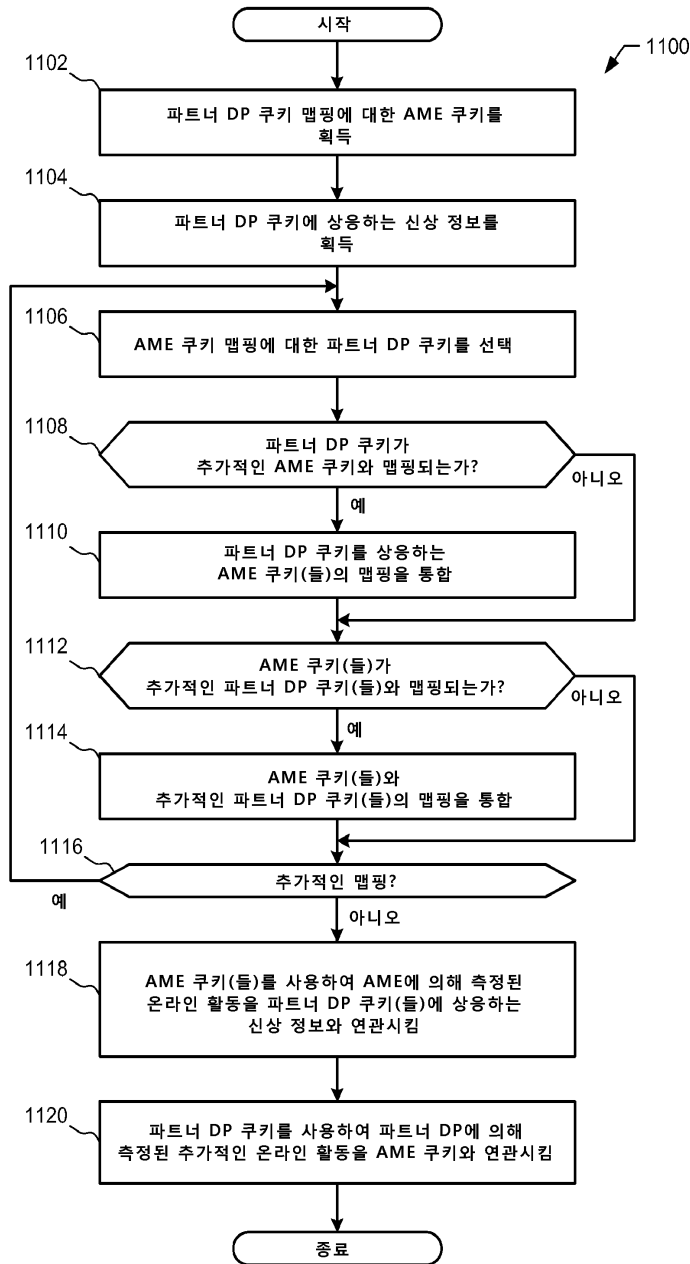 시작
1100
1102
파트너 DP 쿠키 맵핑에 대한 AME 쿠키를
획득
1104
파트너 DP 쿠키에 상응하는 신상 정보를
획득
1106
AME 쿠키 맵핑에 대한 파트너 DP 쿠키를 선택
1108
파트너 DP 쿠키가
추가적인 AME 쿠키와 맵핑되는가?
아니오
예
1110
파트너 DP 쿠키를 상응하는
AME 쿠키(들)의 맵핑을 통합
1112
AME 쿠키(들)가
추가적인 파트너 DP 쿠키(들)와 맵핑되는가?
아니오
예
1114
AME 쿠키(들)와
추가적인 파트너 DP 쿠키(들)의 맵핑을 통합
1116
추가적인 맵핑?
예
아니오
1118
AME 쿠키(들)를 사용하여 AME에 의해 측정된
온라인 활동을 파트너 DP 쿠키(들)에 상응하는
신상 정보와 연관시킴
1120
파트너 DP 쿠키를 사용하여 파트너 DP에 의해
측정된 추가적인 온라인 활동을 AME 쿠키와 연관시킴
종료